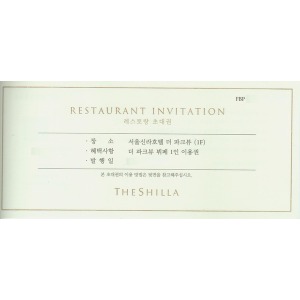 FBP
RESTAURANT INVITATION
레스토랑 초대권
· 장 소 서울신라호텔 더 파크뷰 (1F)
· 혜택사항 더 파크뷰 뷔페 1인 이용권
· 발 행 일
본 초대권의 이용 방법은 뒷면을 참고해주십시오.
THE SHILLA